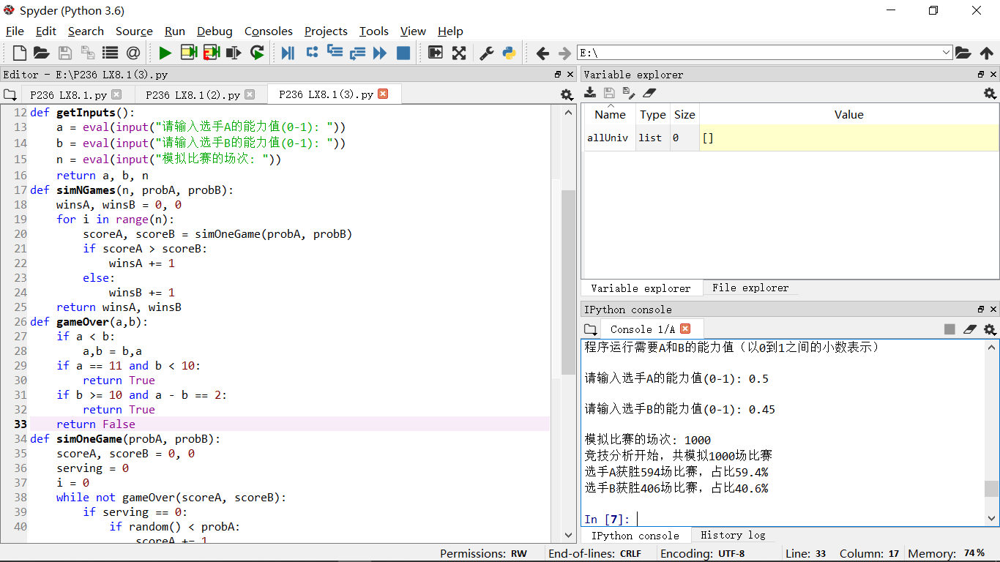 Spyder (Python 3.6)
File Edit Search Source Run Debug Consoles Projects Tools View Help
E:\
Editor - E:\P236 LX8.1(3).py
P236 LX8.1.py P236 LX8.1(2).py P236 LX8.1(3).py
12 def getInputs():
13 a = eval(input("请输入选手A的能力值(0-1): "))
14 b = eval(input("请输入选手B的能力值(0-1): "))
15 n = eval(input("模拟比赛的场次: "))
16 return a, b, n
17 def simNGames(n, probA, probB):
18 winsA, winsB = 0, 0
19 for i in range(n):
20 scoreA, scoreB = simOneGame(probA, probB)
21 if scoreA > scoreB:
22 winsA += 1
23 else:
24 winsB += 1
25 return winsA, winsB
26 def gameOver(a,b):
27 if a < b:
28 a,b = b,a
29 if a == 11 and b < 10:
30 return True
31 if b >= 10 and a - b == 2:
32 return True
33 return False
34 def simOneGame(probA, probB):
35 scoreA, scoreB = 0, 0
36 serving = 0
37 i = 0
38 while not gameOver(scoreA, scoreB):
39 if serving == 0:
40 if random() < probA:
scoreA += 1
Variable explorer
Name Type Size Value
allUniv list 0 []
Variable explorer File explorer
IPython console
Console 1/A
程序运行需要A和B的能力值（以0到1之间的小数表示）
请输入选手A的能力值(0-1): 0.5
请输入选手B的能力值(0-1): 0.45
模拟比赛的场次: 1000
竞技分析开始，共模拟1000场比赛
选手A获胜594场比赛，占比59.4%
选手B获胜406场比赛，占比40.6%
In [7]:
IPython console History log
Permissions: RW End-of-lines: CRLF Encoding: UTF-8 Line: 33 Column: 17 Memory: 74%